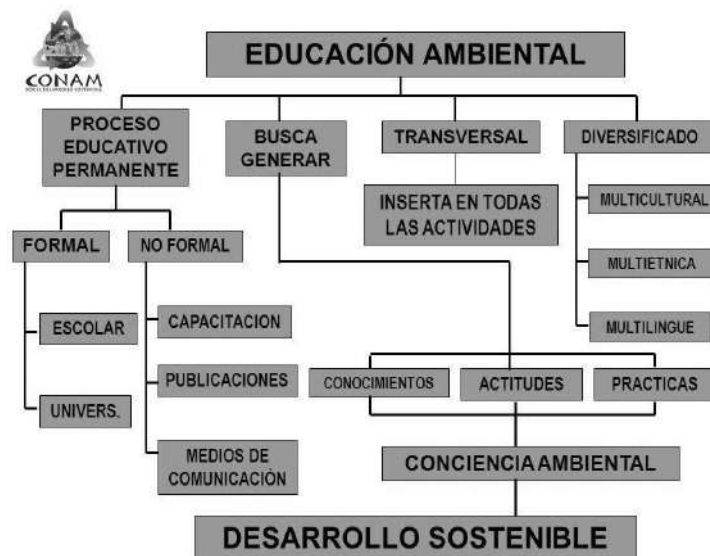 CONAM
EDUCACIÓN AMBIENTAL
PROCESO
EDUCATIVO
PERMANENTE
BUSCA
GENERAR
TRANSVERSAL
DIVERSIFICADO
INSERTA EN TODAS
LAS ACTIVIDADES
MULTICULTURAL
FORMAL
NO FORMAL
MULTIETNICA
ESCOLAR
CAPACITACION
MULTILINGUE
PUBLICACIONES
CONOCIMIENTOS
ACTITUDES
PRACTICAS
UNIVERS.
MEDIOS DE
COMUNICACIÓN
CONCIENCIA AMBIENTAL
DESARROLLO SOSTENIBLE